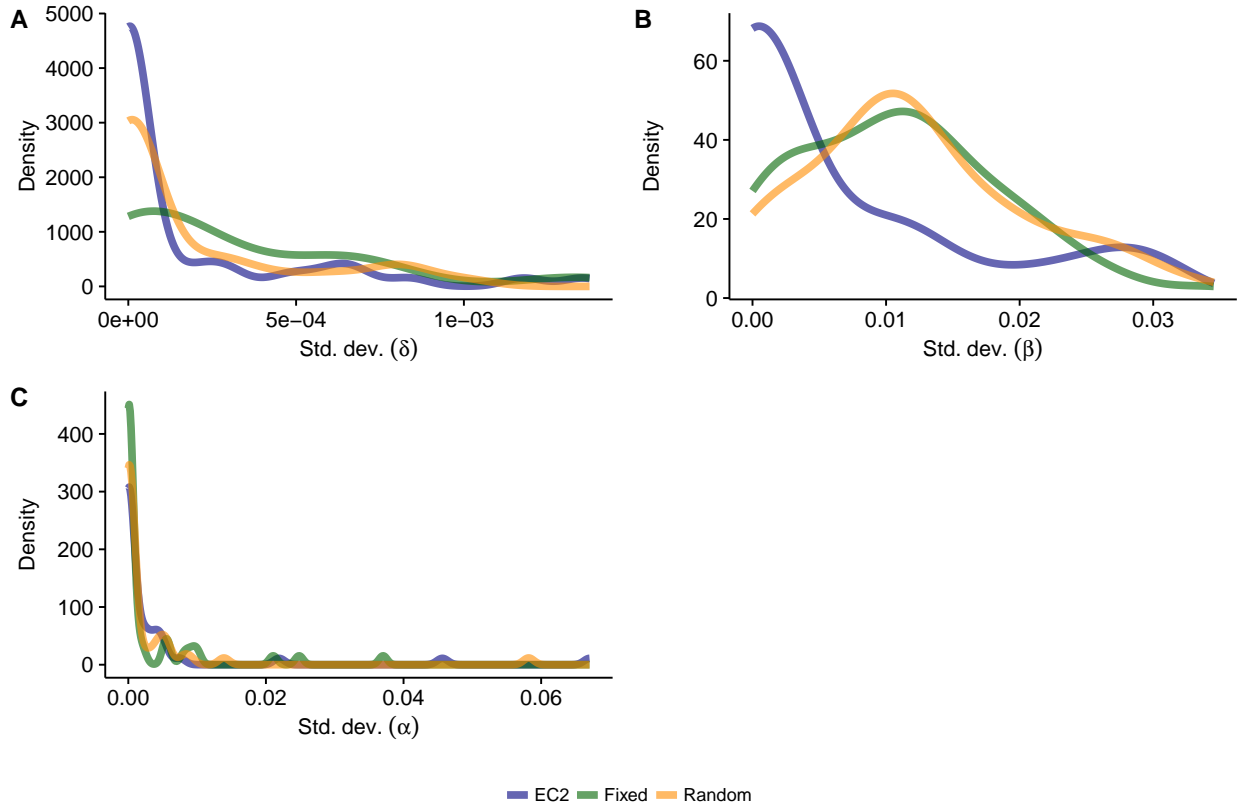 A
5000
4000
3000
2000
1000
0
Density
0e+00 5e−04 1e−03
Std. dev. (δ)
B
60
40
20
0
Density
0.00 0.01 0.02 0.03
Std. dev. (β)
C
400
300
200
100
0
Density
0.00 0.02 0.04 0.06
Std. dev. (α)
EC2 Fixed Random